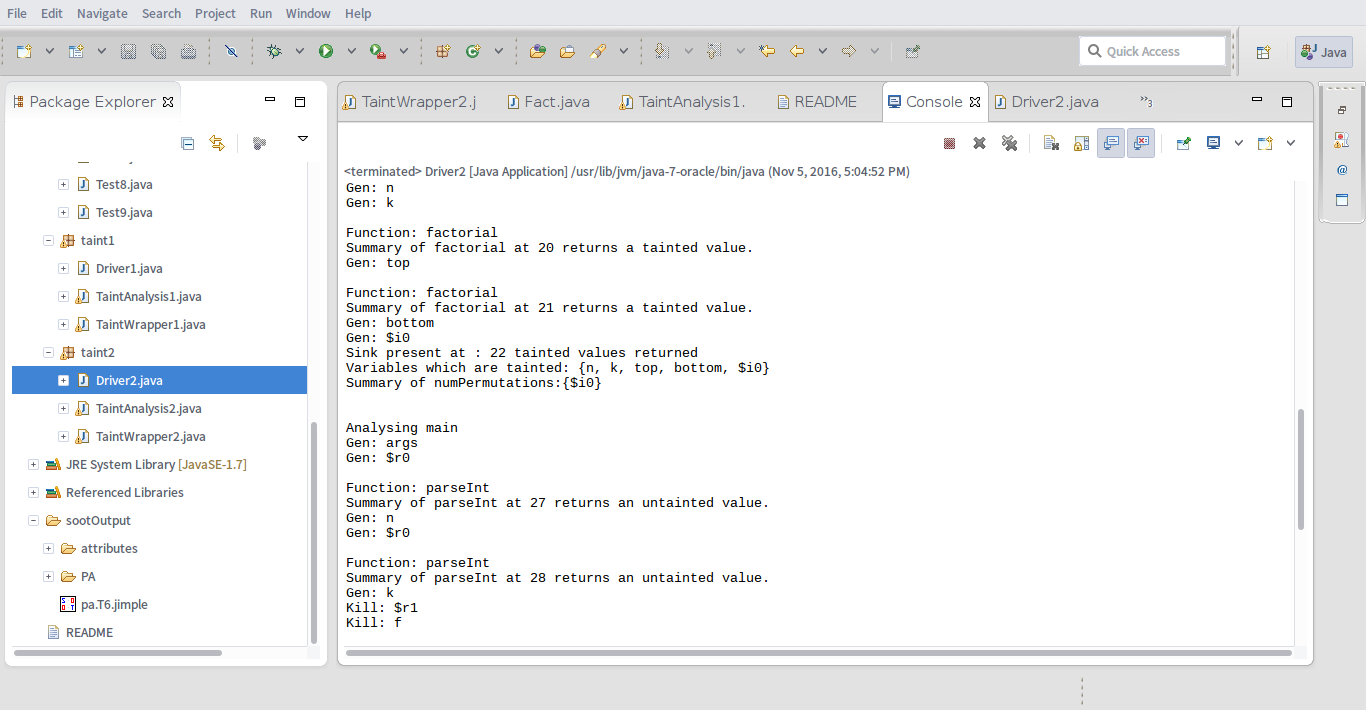 File Edit Navigate Search Project Run Window Help
Quick Access
Java
Package Explorer
TaintWrapper2.j
Fact.java
TaintAnalysis1.
README
Console
Driver2.java
»3
Test8.java
Test9.java
taint1
Driver1.java
TaintAnalysis1.java
TaintWrapper1.java
taint2
Driver2.java
TaintAnalysis2.java
TaintWrapper2.java
JRE System Library [JavaSE-1.7]
Referenced Libraries
sootOutput
attributes
PA
pa.T6.jimple
README
<terminated> Driver2 [Java Application] /usr/lib/jvm/java-7-oracle/bin/java (Nov 5, 2016, 5:04:52 PM)
Gen: n
Gen: k
Function: factorial
Summary of factorial at 20 returns a tainted value.
Gen: top
Function: factorial
Summary of factorial at 21 returns a tainted value.
Gen: bottom
Gen: $i0
Sink present at : 22 tainted values returned
Variables which are tainted: {n, k, top, bottom, $i0}
Summary of numPermutations:{$i0}
Analysing main
Gen: args
Gen: $r0
Function: parseInt
Summary of parseInt at 27 returns an untainted value.
Gen: n
Gen: $r0
Function: parseInt
Summary of parseInt at 28 returns an untainted value.
Gen: k
Kill: $r1
Kill: f